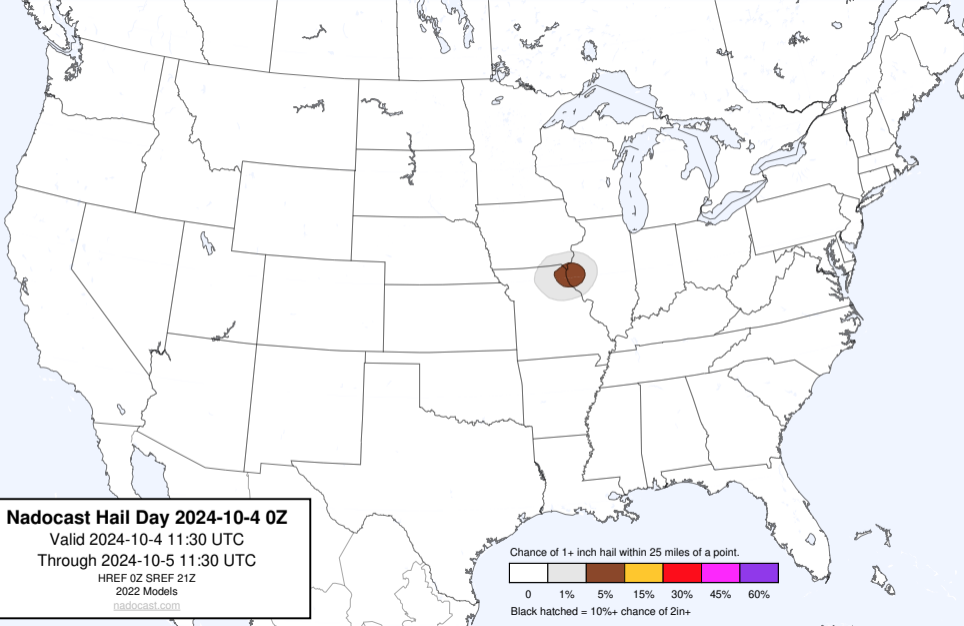 Nadocast Hail Day 2024-10-4 0Z
Valid 2024-10-4 11:30 UTC
Through 2024-10-5 11:30 UTC
HREF 0Z SREF 21Z
2022 Models
nadocast.com
Chance of 1+ inch hail within 25 miles of a point.
0 1% 5% 15% 30% 45% 60%
Black hatched = 10%+ chance of 2in+